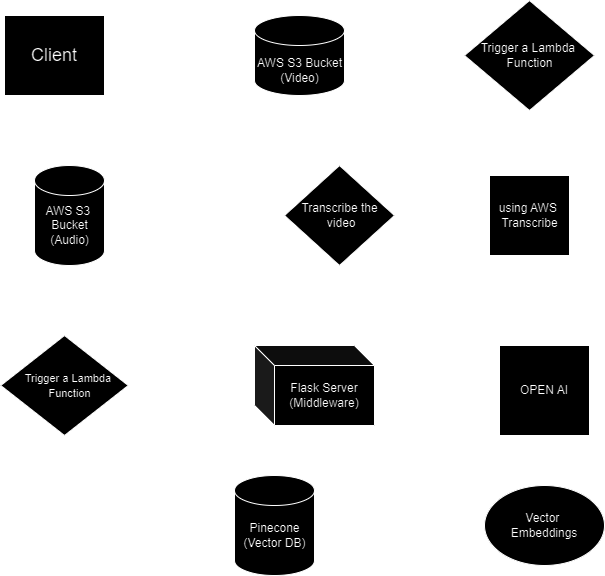 Client
AWS S3 Bucket
(Video)
Trigger a Lambda
Function
AWS S3
Bucket
(Audio)
Transcribe the
video
using AWS
Transcribe
Trigger a Lambda
Function
Flask Server
(Middleware)
OPEN AI
Pinecone
(Vector DB)
Vector
Embeddings